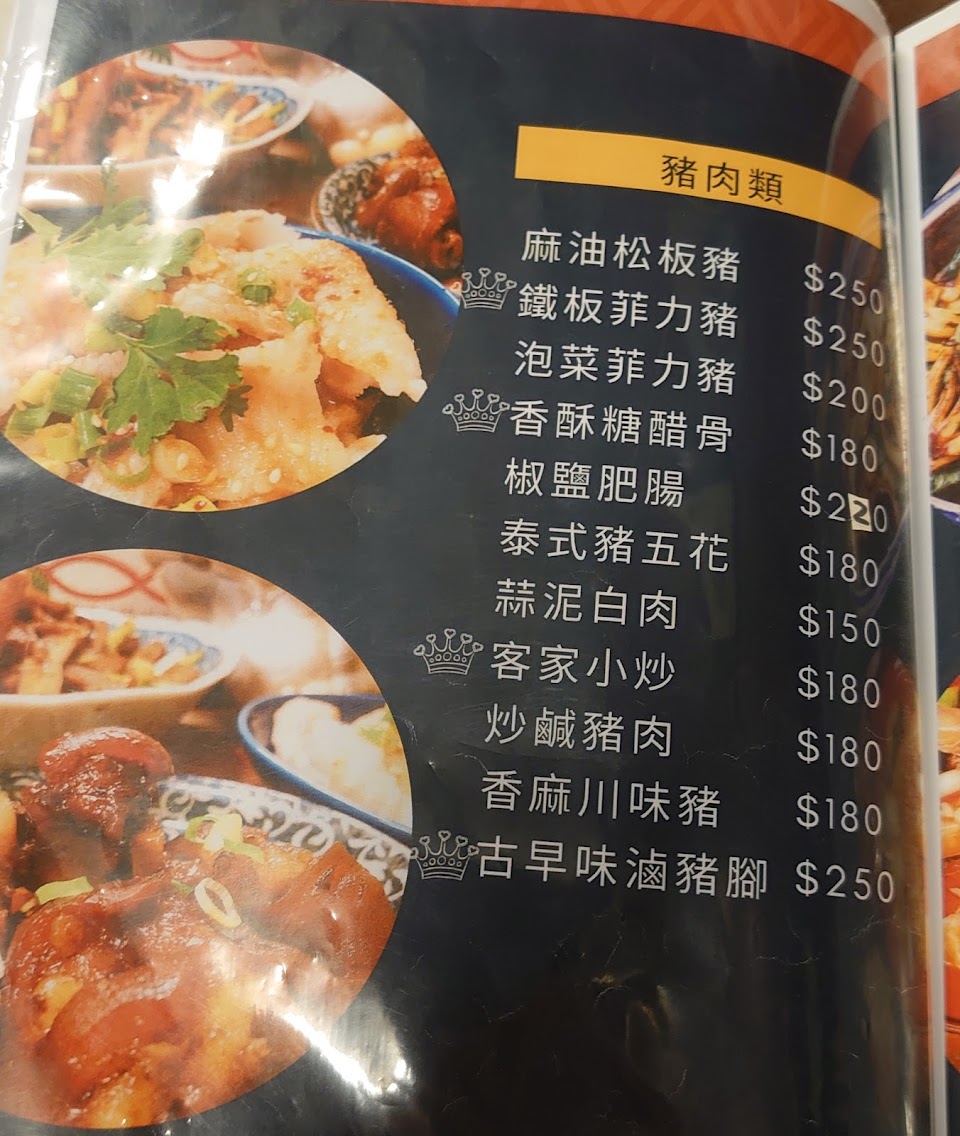 豬肉類
麻油松板豬 $250
鐵板菲力豬 $250
泡菜菲力豬 $200
香酥糖醋骨 $180
椒鹽肥腸 $220
泰式豬五花 $180
蒜泥白肉 $150
客家小炒 $180
炒鹹豬肉 $180
香麻川味豬 $180
古早味滷豬腳 $250